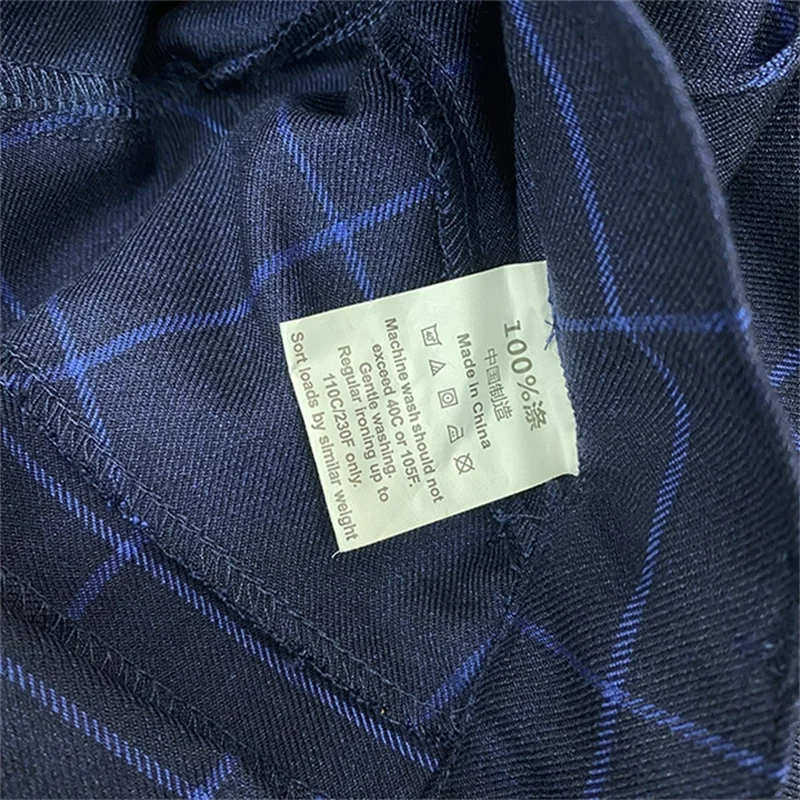 100%涤
中国制造
Made in China
40
Machine wash should not
exceed 40C or 105F.
Gentle washing.
Regular ironing up to
110C/230F only.
Sort loads by similar weight